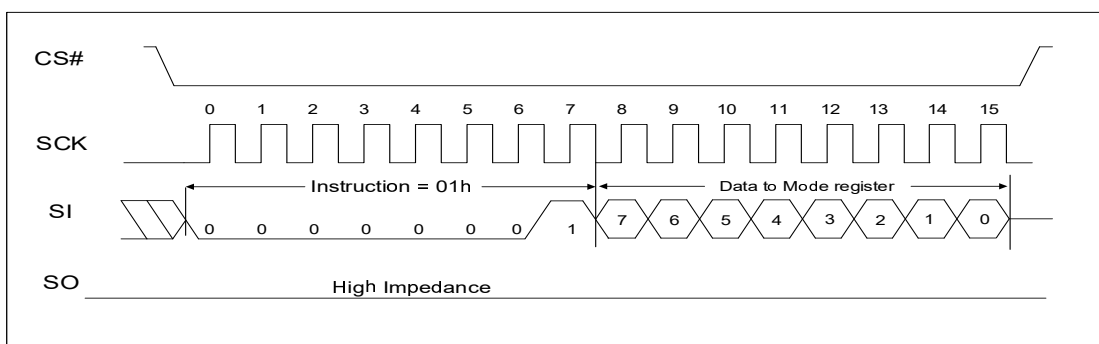 CS#
0 1 2 3 4 5 6 7 8 9 10 11 12 13 14 15
SCK
Instruction = 01h Data to Mode register
SI
0 0 0 0 0 0 0 1 7 6 5 4 3 2 1 0
SO
High Impedance